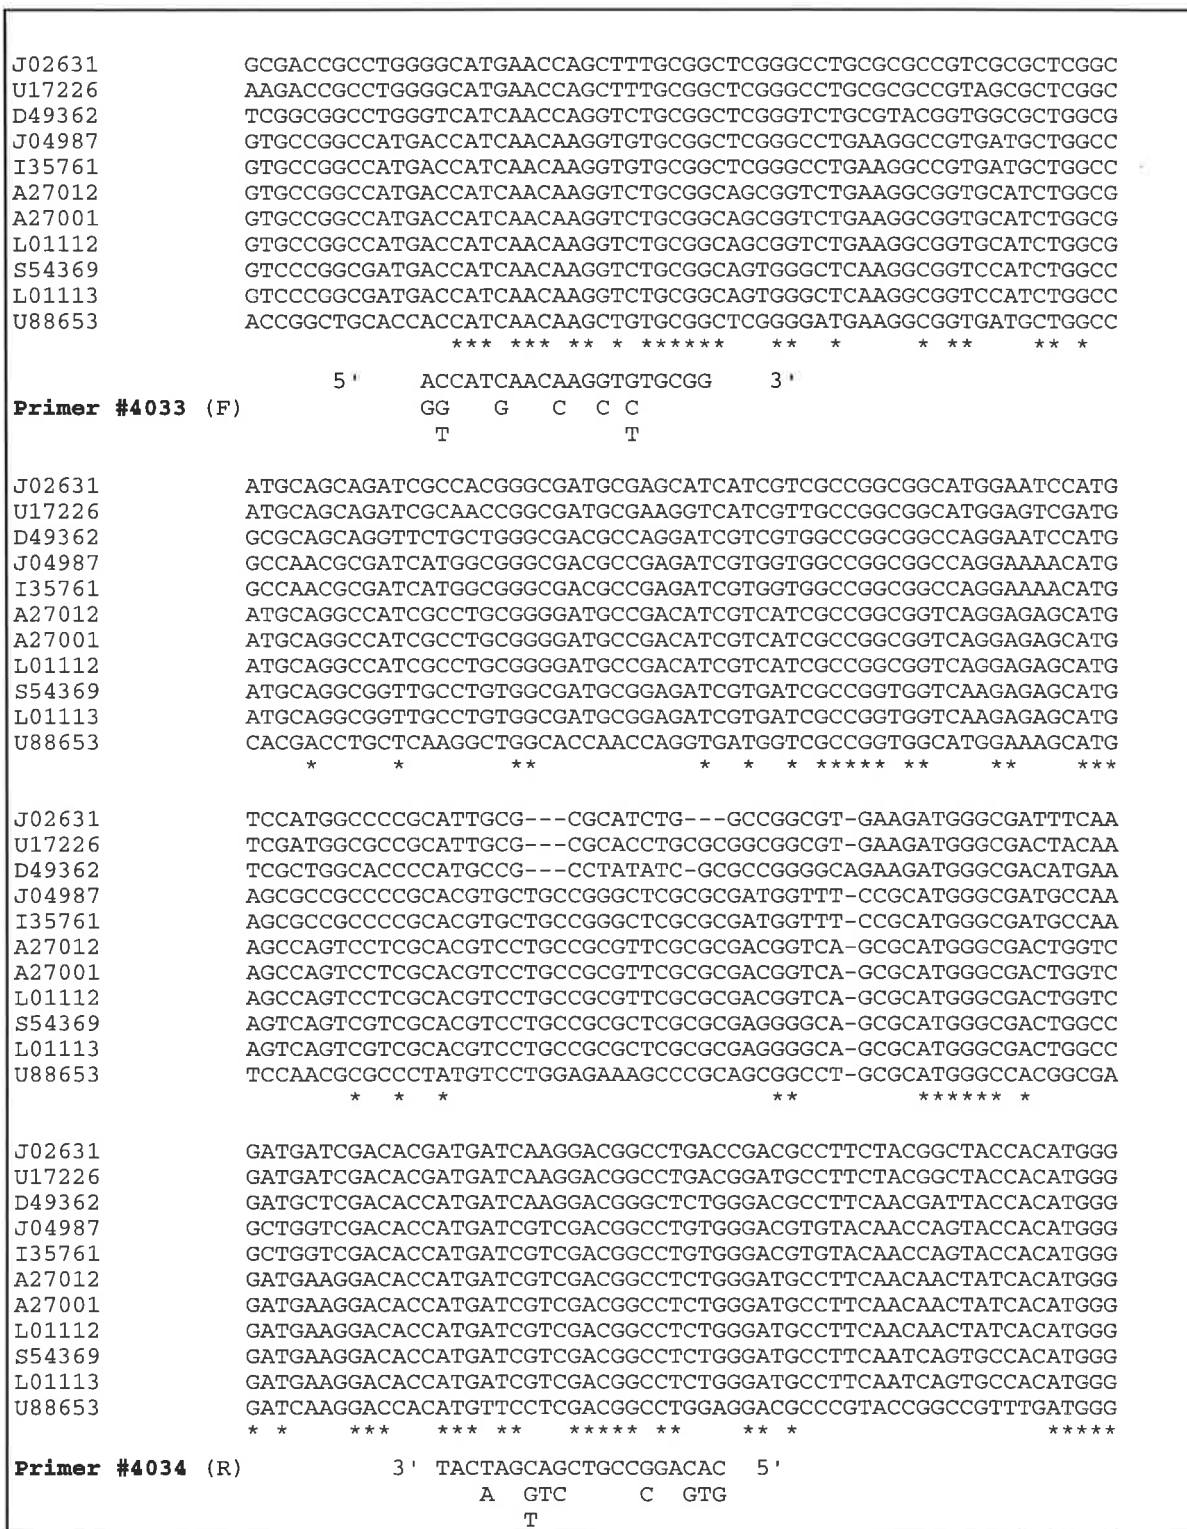 J02631 GCGACCGCCTGGGGCATGAACCAGCTTTGCGGCTCGGGCCTGCGCGCCGTCGCGCTCGGC
U17226 AAGACCGCCTGGGGCATGAACCAGCTTTGCGGCTCGGGCCTGCGCGCCGTAGCGCTCGGC
D49362 TCGGCGGCCTGGGTCATCAACCAGGTCTGCGGCTCGGGTCTGCGTACGGTGGCGCTGGCG
J04987 GTGCCGGCCATGACCATCAACAAGGTGTGCGGCTCGGGCCTGAAGGCCGTGATGCTGGCC
I35761 GTGCCGGCCATGACCATCAACAAGGTGTGCGGCTCGGGCCTGAAGGCCGTGATGCTGGCC
A27012 GTGCCGGCCATGACCATCAACAAGGTCTGCGGCAGCGGTCTGAAGGCGGTGCATCTGGCG
A27001 GTGCCGGCCATGACCATCAACAAGGTCTGCGGCAGCGGTCTGAAGGCGGTGCATCTGGCG
L01112 GTGCCGGCCATGACCATCAACAAGGTCTGCGGCAGCGGTCTGAAGGCGGTGCATCTGGCG
S54369 GTCCCGGCGATGACCATCAACAAGGTCTGCGGCAGTGGGCTCAAGGCGGTCCATCTGGCC
L01113 GTCCCGGCGATGACCATCAACAAGGTCTGCGGCAGTGGGCTCAAGGCGGTCCATCTGGCC
U88653 ACCGGCTGCACCACCATCAACAAGCTGTGCGGCTCGGGGATGAAGGCGGTGATGCTGGCC
*** *** ** * ****** ** * * ** ** *
5' ACCATCAACAAGGTGTGCGG 3'
Primer #4033 (F) GG G C C C
T T
J02631 ATGCAGCAGATCGCCACGGGCGATGCGAGCATCATCGTCGCCGGCGGCATGGAATCCATG
U17226 ATGCAGCAGATCGCAACCGGCGATGCGAAGGTCATCGTTGCCGGCGGCATGGAGTCGATG
D49362 GCGCAGCAGGTTCTGCTGGGCGACGCCAGGATCGTCGTGGCCGGCGGCCAGGAATCCATG
J04987 GCCAACGCGATCATGGCGGGCGACGCCGAGATCGTGGTGGCCGGCGGCCAGGAAAACATG
I35761 GCCAACGCGATCATGGCGGGCGACGCCGAGATCGTGGTGGCCGGCGGCCAGGAAAACATG
A27012 ATGCAGGCCATCGCCTGCGGGGATGCCGACATCGTCATCGCCGGCGGTCAGGAGAGCATG
A27001 ATGCAGGCCATCGCCTGCGGGGATGCCGACATCGTCATCGCCGGCGGTCAGGAGAGCATG
L01112 ATGCAGGCCATCGCCTGCGGGGATGCCGACATCGTCATCGCCGGCGGTCAGGAGAGCATG
S54369 ATGCAGGCGGTTGCCTGTGGCGATGCGGAGATCGTGATCGCCGGTGGTCAAGAGAGCATG
L01113 ATGCAGGCGGTTGCCTGTGGCGATGCGGAGATCGTGATCGCCGGTGGTCAAGAGAGCATG
U88653 CACGACCTGCTCAAGGCTGGCACCAACCAGGTGATGGTCGCCGGTGGCATGGAAAGCATG
* * ** * * * ***** ** ** ***
J02631 TCCATGGCCCCGCATTGCG---CGCATCTG---GCCGGCGT-GAAGATGGGCGATTTCAA
U17226 TCGATGGCGCCGCATTGCG---CGCACCTGCGCGGCGGCGT-GAAGATGGGCGACTACAA
D49362 TCGCTGGCACCCCATGCCG---CCTATATC-GCGCCGGGGCAGAAGATGGGCGACATGAA
J04987 AGCGCCGCCCCGCACGTGCTGCCGGGCTCGCGCGATGGTTT-CCGCATGGGCGATGCCAA
I35761 AGCGCCGCCCCGCACGTGCTGCCGGGCTCGCGCGATGGTTT-CCGCATGGGCGATGCCAA
A27012 AGCCAGTCCTCGCACGTCCTGCCGCGTTCGCGCGACGGTCA-GCGCATGGGCGACTGGTC
A27001 AGCCAGTCCTCGCACGTCCTGCCGCGTTCGCGCGACGGTCA-GCGCATGGGCGACTGGTC
L01112 AGCCAGTCCTCGCACGTCCTGCCGCGTTCGCGCGACGGTCA-GCGCATGGGCGACTGGTC
S54369 AGTCAGTCGTCGCACGTCCTGCCGCGCTCGCGCGAGGGGCA-GCGCATGGGCGACTGGCC
L01113 AGTCAGTCGTCGCACGTCCTGCCGCGCTCGCGCGAGGGGCA-GCGCATGGGCGACTGGCC
U88653 TCCAACGCGCCCTATGTCCTGGAGAAAGCCCGCAGCGGCCT-GCGCATGGGCCACGGCGA
* * * ** ****** *
J02631 GATGATCGACACGATGATCAAGGACGGCCTGACCGACGCCTTCTACGGCTACCACATGGG
U17226 GATGATCGACACGATGATCAAGGACGGCCTGACGGATGCCTTCTACGGCTACCACATGGG
D49362 GATGCTCGACACCATGATCAAGGACGGGCTCTGGGACGCCTTCAACGATTACCACATGGG
J04987 GCTGGTCGACACCATGATCGTCGACGGCCTGTGGGACGTGTACAACCAGTACCACATGGG
I35761 GCTGGTCGACACCATGATCGTCGACGGCCTGTGGGACGTGTACAACCAGTACCACATGGG
A27012 GATGAAGGACACCATGATCGTCGACGGCCTCTGGGATGCCTTCAACAACTATCACATGGG
A27001 GATGAAGGACACCATGATCGTCGACGGCCTCTGGGATGCCTTCAACAACTATCACATGGG
L01112 GATGAAGGACACCATGATCGTCGACGGCCTCTGGGATGCCTTCAACAACTATCACATGGG
S54369 GATGAAGGACACCATGATCGTCGACGGCCTCTGGGATGCCTTCAATCAGTGCCACATGGG
L01113 GATGAAGGACACCATGATCGTCGACGGCCTCTGGGATGCCTTCAATCAGTGCCACATGGG
U88653 GATCAAGGACCACATGTTCCTCGACGGCCTGGAGGACGCCCGTACCGGCCGTTTGATGGG
* * *** *** ** ***** ** ** * *****
Primer #4034 (R) 3' TACTAGCAGCTGCCGGACAC 5'
A GTC C GTG
T